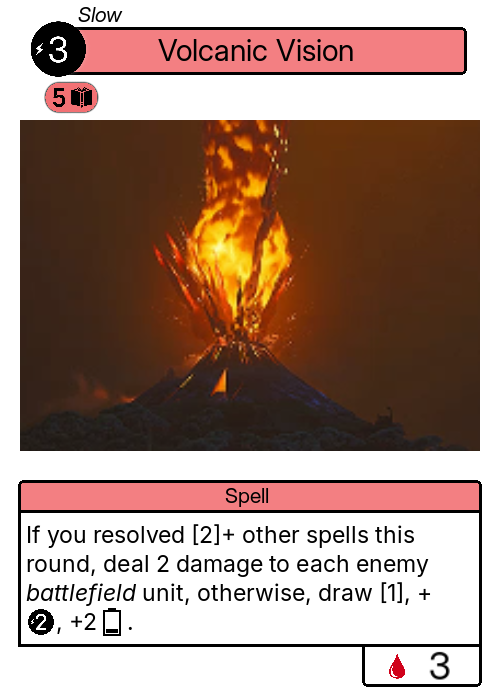 Slow
3
Volcanic Vision
5
Spell
If you resolved [2]+ other spells this
round, deal 2 damage to each enemy
battlefield unit, otherwise, draw [1], +
2, +2 .
3